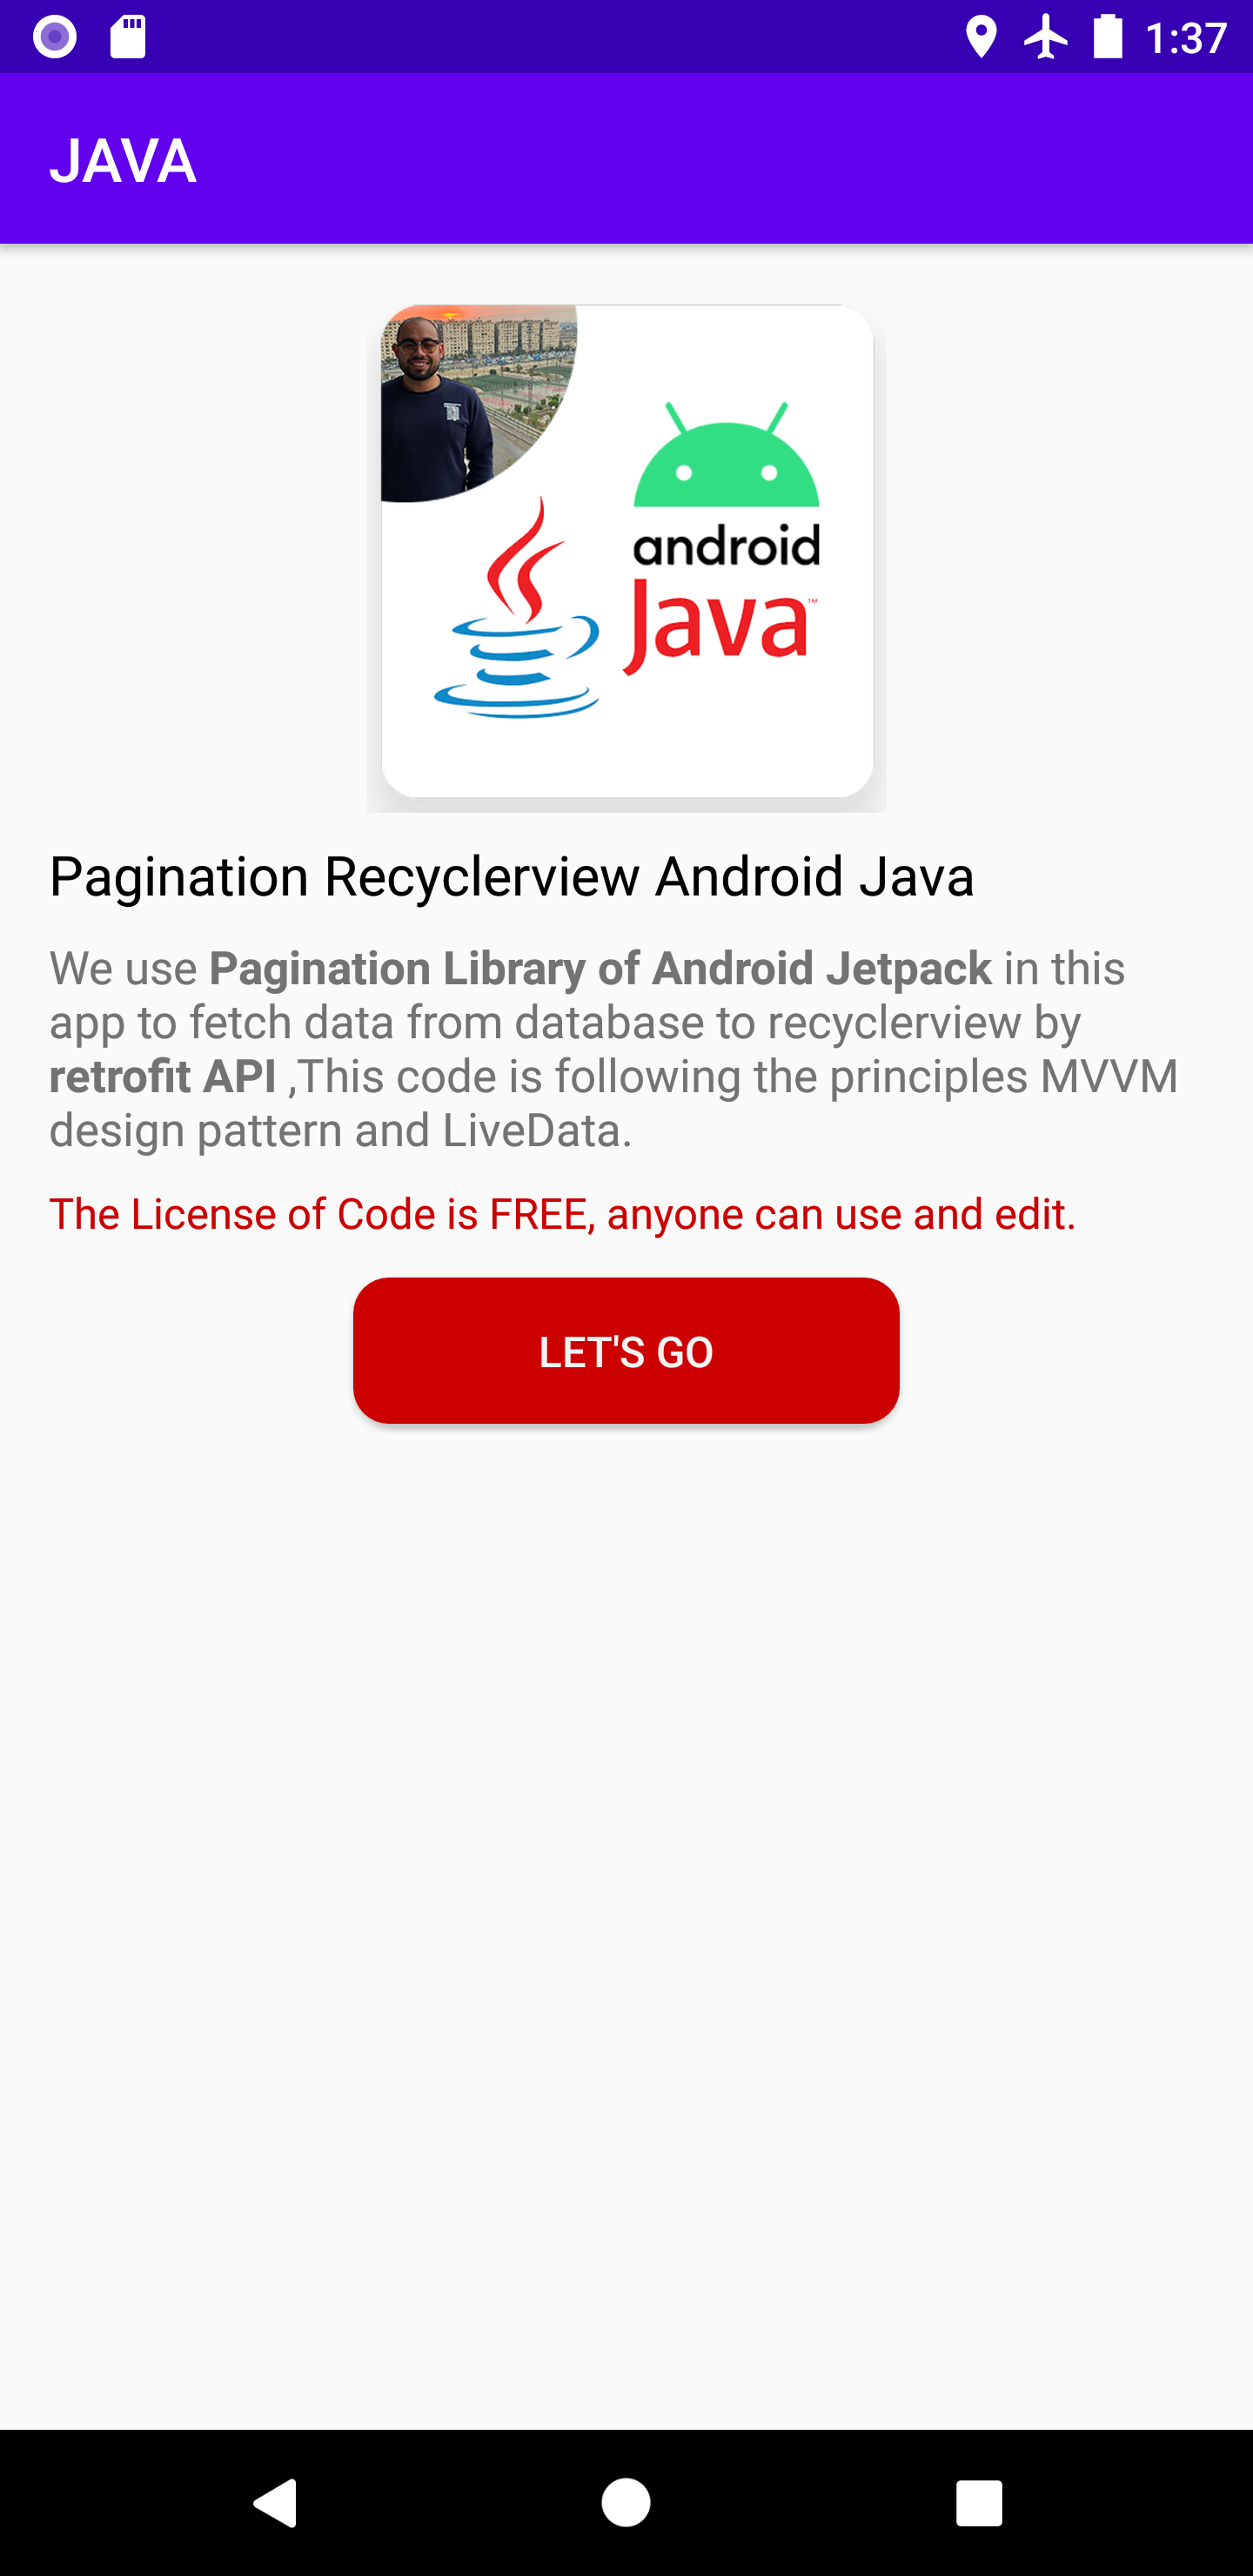 1:37
JAVA
android
Java™
Pagination Recyclerview Android Java
We use Pagination Library of Android Jetpack in this
app to fetch data from database to recyclerview by
retrofit API ,This code is following the principles MVVM
design pattern and LiveData.
The License of Code is FREE, anyone can use and edit.
LET'S GO